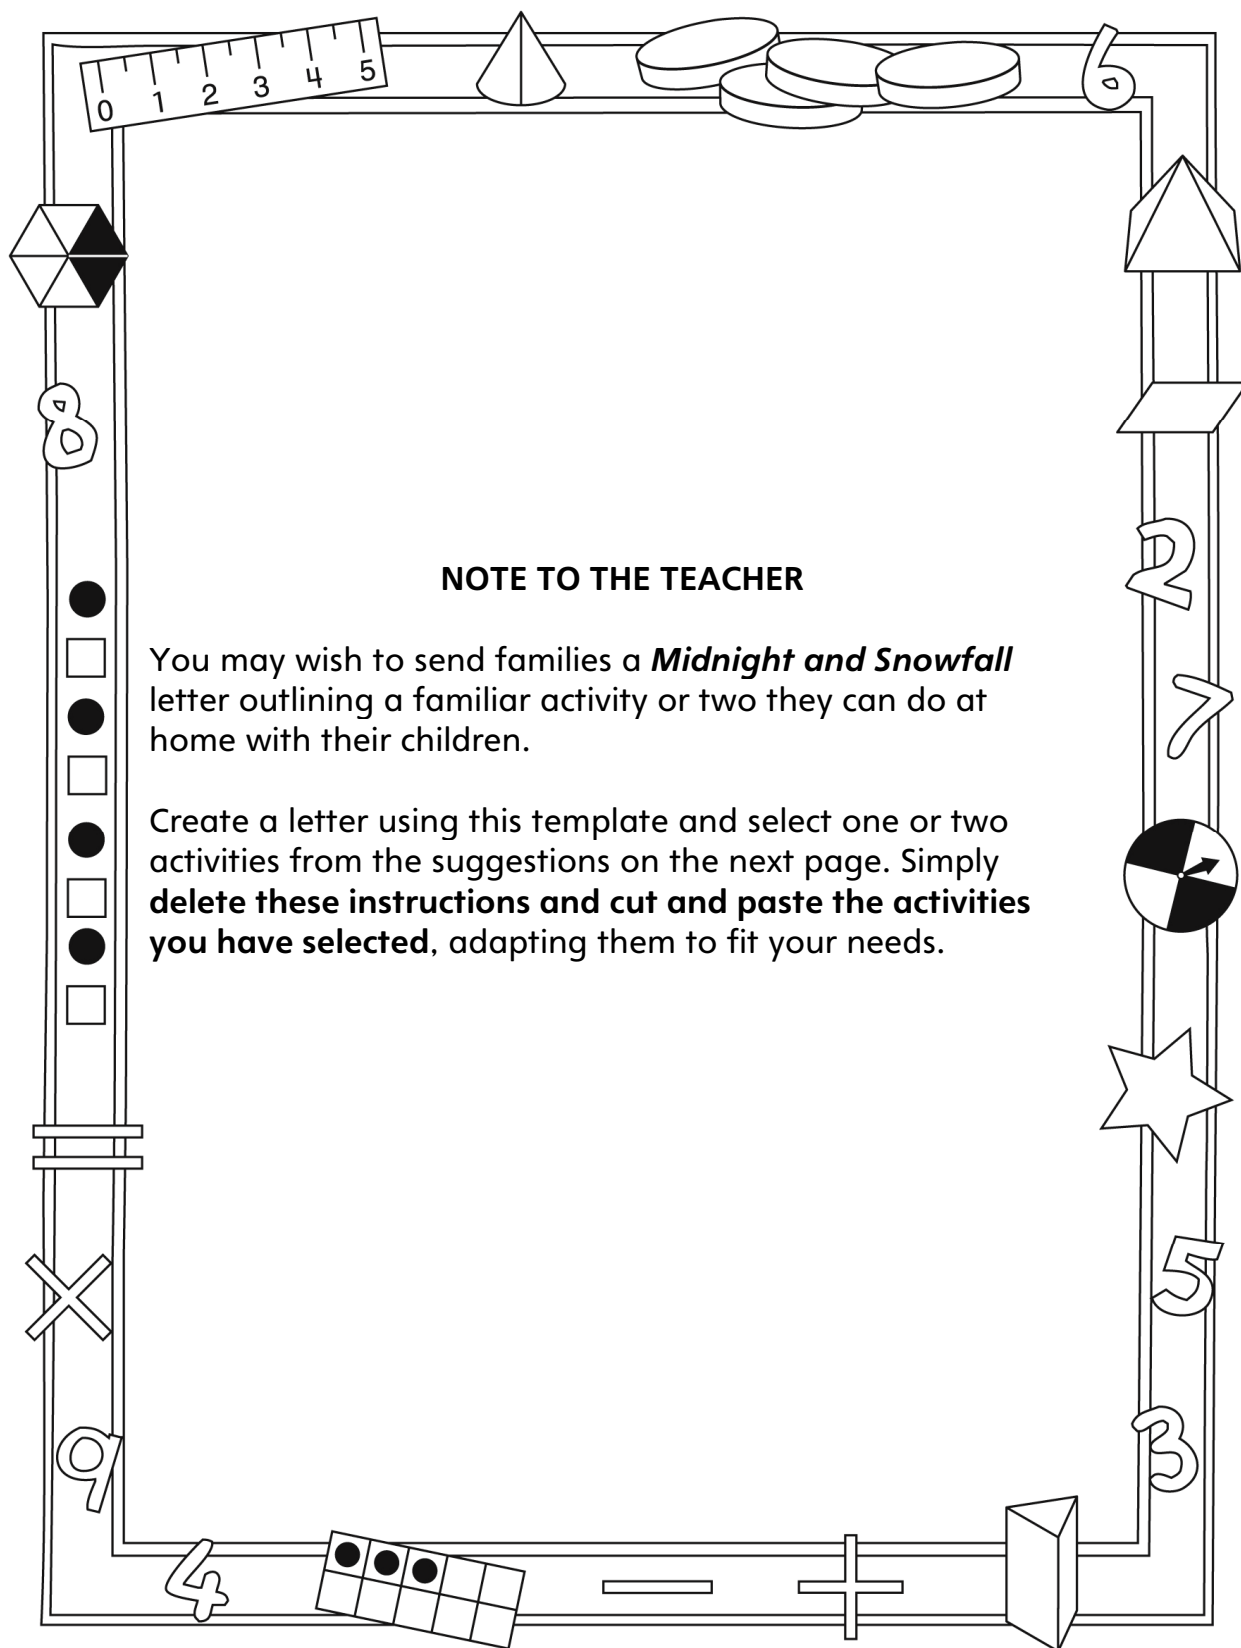 0 1 2 3 4 5
6
8
NOTE TO THE TEACHER
2
You may wish to send families a Midnight and Snowfall
letter outlining a familiar activity or two they can do at
home with their children.
7
Create a letter using this template and select one or two
activities from the suggestions on the next page. Simply
delete these instructions and cut and paste the activities
you have selected, adapting them to fit your needs.
=
×
5
9
3
4
− +